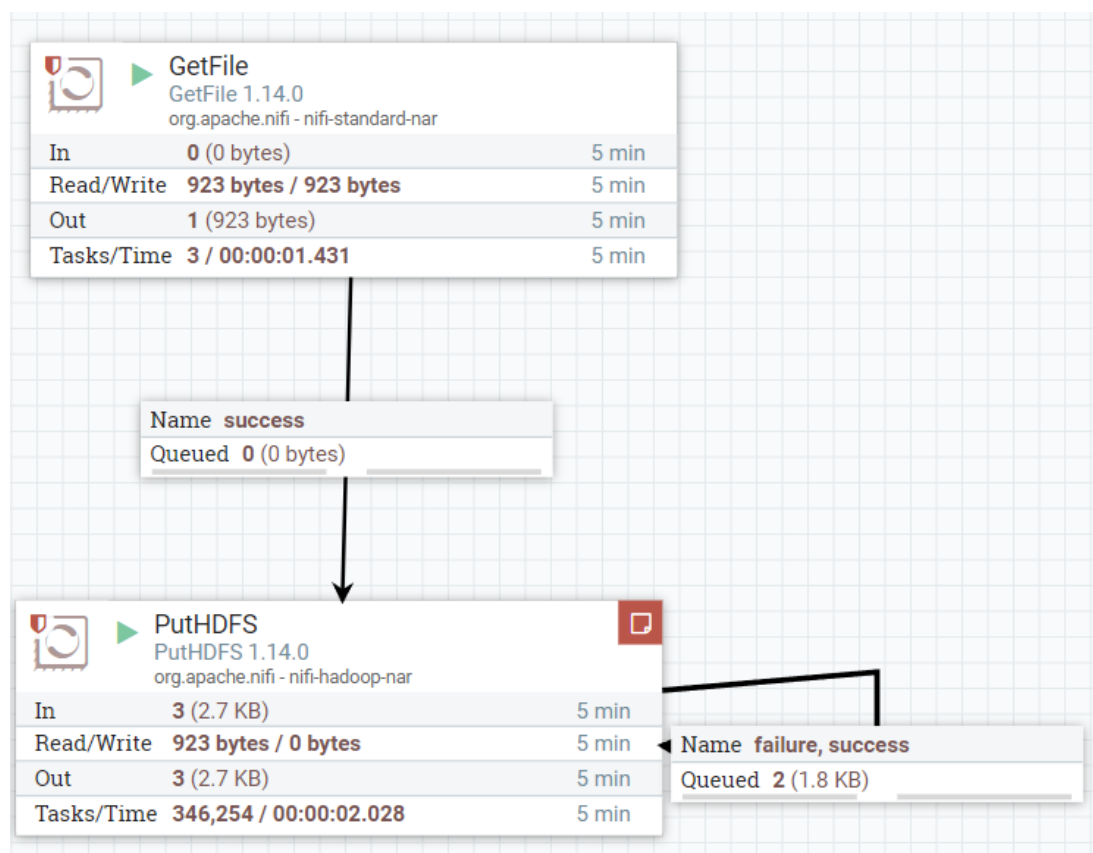 GetFile
GetFile 1.14.0
org.apache.nifi - nifi-standard-nar
In 0 (0 bytes) 5 min
Read/Write 923 bytes / 923 bytes 5 min
Out 1 (923 bytes) 5 min
Tasks/Time 3 / 00:00:01.431 5 min
Name success
Queued 0 (0 bytes)
PutHDFS
PutHDFS 1.14.0
org.apache.nifi - nifi-hadoop-nar
In 3 (2.7 KB) 5 min
Read/Write 923 bytes / 0 bytes 5 min
Out 3 (2.7 KB) 5 min
Tasks/Time 346,254 / 00:00:02.028 5 min
Name failure, success
Queued 2 (1.8 KB)